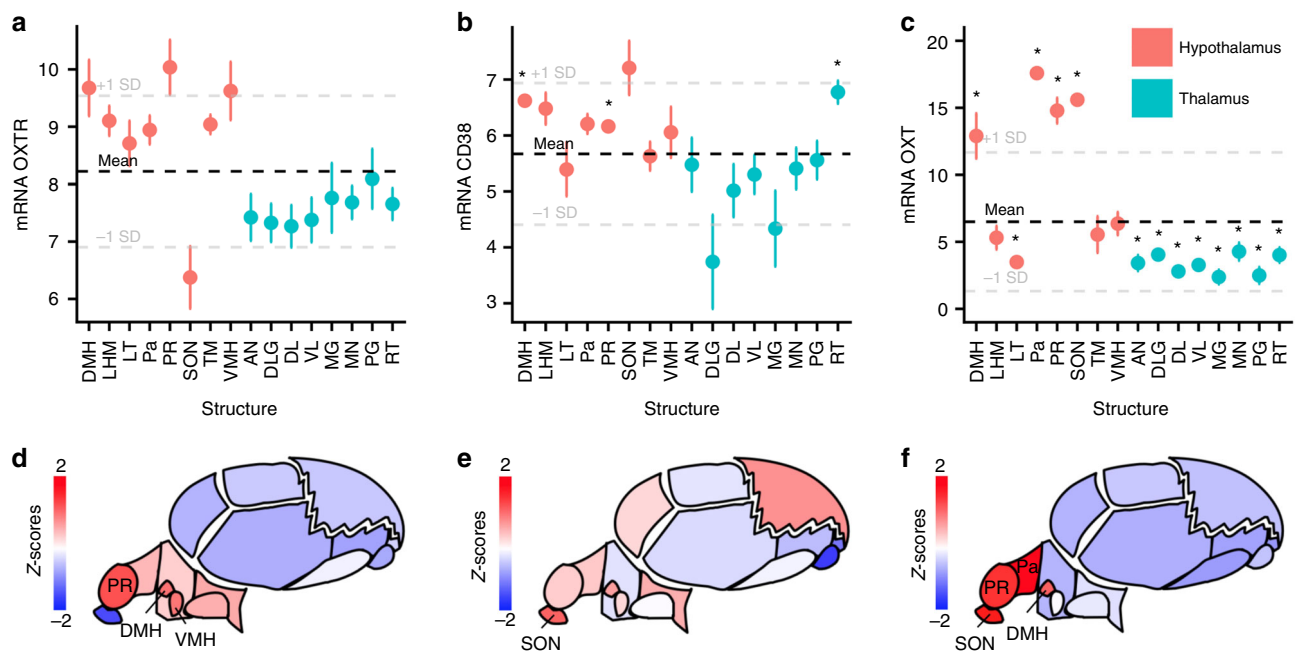 a
mRNA OXTR
10
9
8
7
6
+1 SD
Mean
−1 SD
DMH
LHM
LT
Pa
PR
SON
TM
VMH
AN
DLG
DL
VL
MG
MN
PG
RT
Structure
b
mRNA CD38
7
6
5
4
3
*
*
*
+1 SD
Mean
−1 SD
DMH
LHM
LT
Pa
PR
SON
TM
VMH
AN
DLG
DL
VL
MG
MN
PG
RT
Structure
c
mRNA OXT
20
15
10
5
0
Hypothalamus
Thalamus
*
*
*
*
*
*
*
*
*
*
*
*
*
+1 SD
Mean
−1 SD
DMH
LHM
LT
Pa
PR
SON
TM
VMH
AN
DLG
DL
VL
MG
MN
PG
RT
Structure
d
2
Z-scores
−2
PR
DMH
VMH
e
2
Z-scores
−2
SON
f
2
Z-scores
−2
PR
Pa
SON
DMH